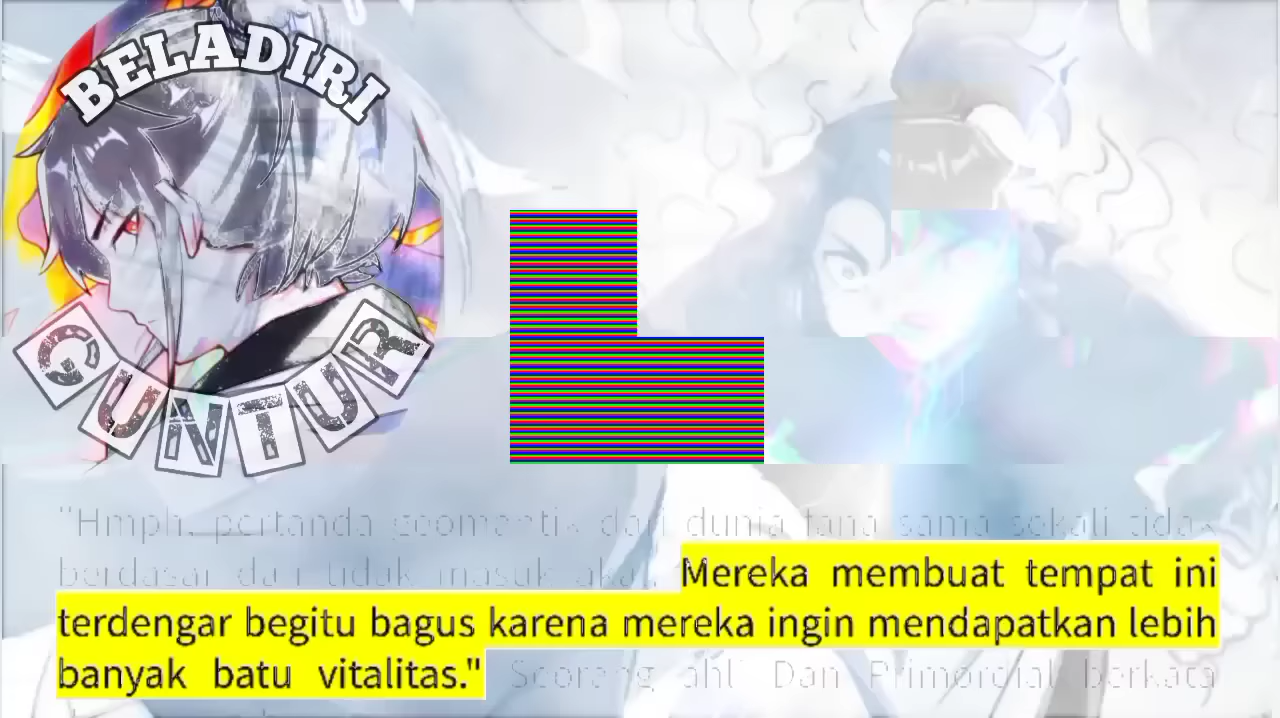 BELADIRI
GUNTUR
"Hmph, pertanda geomantik dari dunia fana sama sekali tidak
berdasar dan tidak masuk akal. Mereka membuat tempat ini
terdengar begitu bagus karena mereka ingin mendapatkan lebih
banyak batu vitalitas." Seorang ahli Dan Primordial berkata